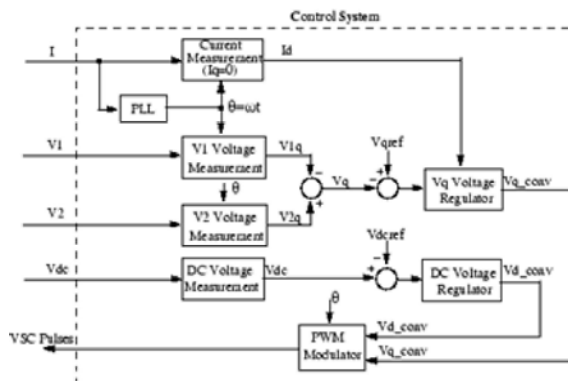 Control System
I
Current
Measurement
(Iq=0)
Id
PLL
θ=ωt
V1
V1 Voltage
Measurement
V1q
Vqref
θ
Vq
Vq Voltage
Regulator
Vq_conv
V2
V2 Voltage
Measurement
V2q
Vdcref
Vdc
DC Voltage
Measurement
Vdc
DC Voltage
Regulator
Vd_conv
θ
VSC Pulses
PWM
Modulator
Vd_conv
Vq_conv